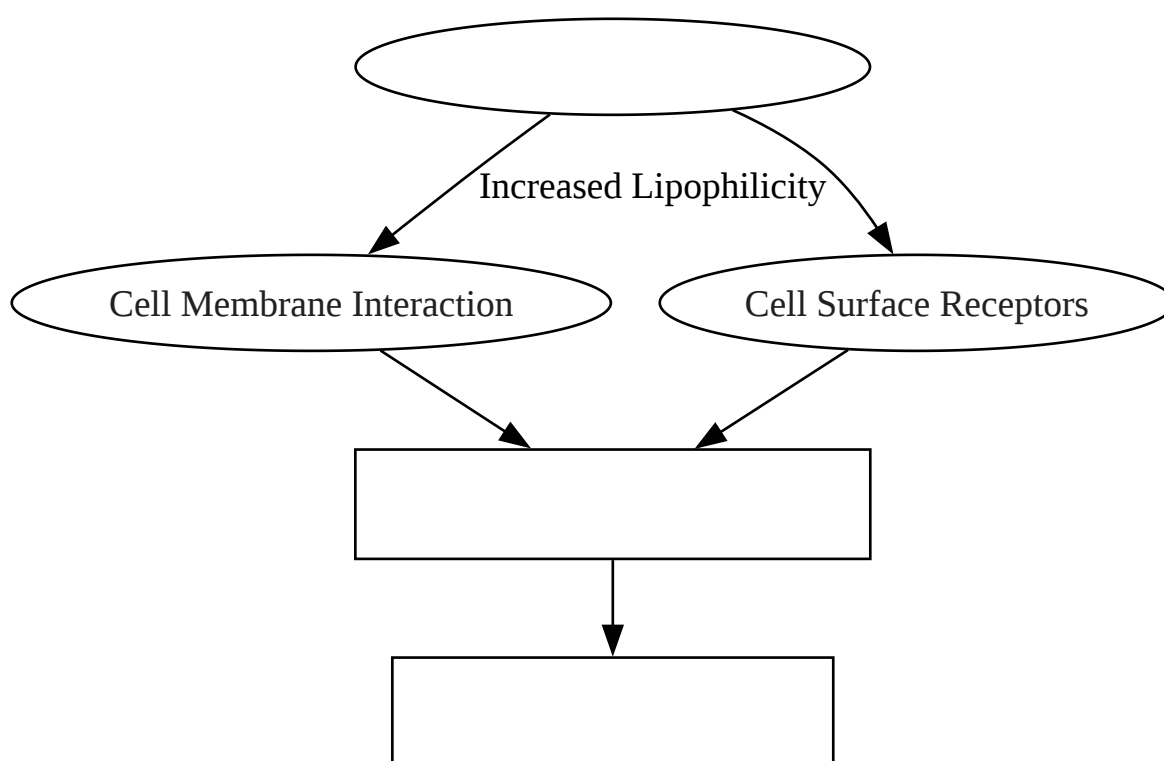 Increased Lipophilicity
Cell Membrane Interaction
Cell Surface Receptors